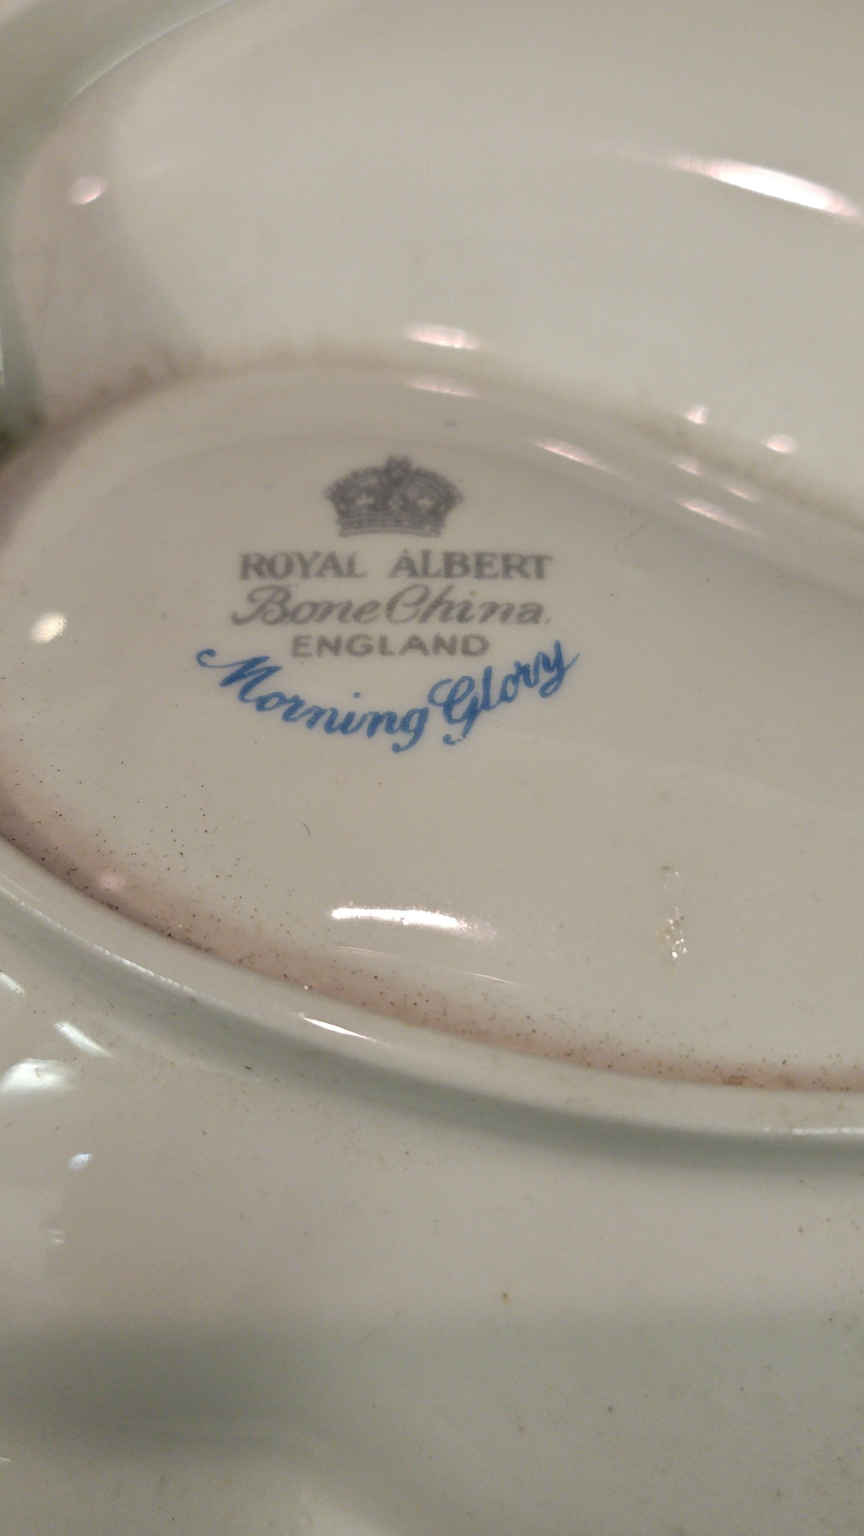 ROYAL ALBERT
Bone China.
ENGLAND
Morning Glory